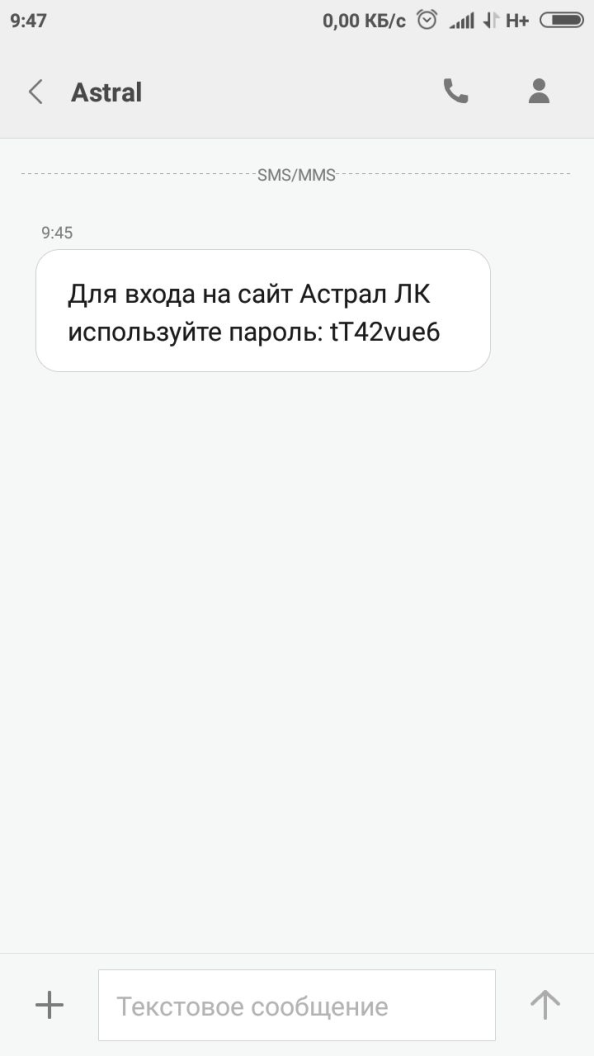 9:47 0,00 КБ/с H+
Astral
SMS/MMS
9:45
Для входа на сайт Астрал ЛК
используйте пароль: tT42vue6
Текстовое сообщение